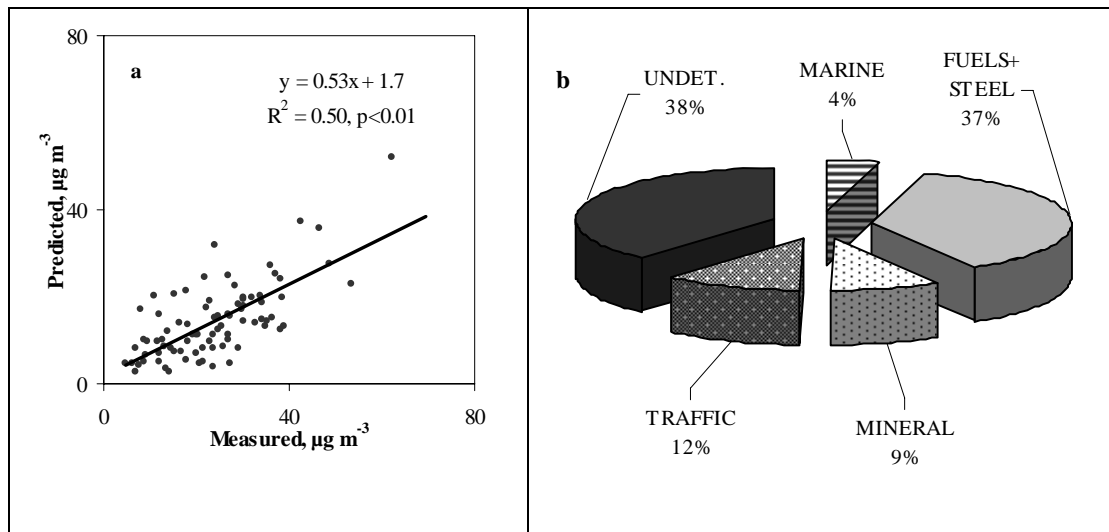 80
a
y = 0.53x + 1.7
R² = 0.50, p<0.01
Predicted, µg m⁻³
40
0
0
40
80
Measured, µg m⁻³
b
UNDET.
38%
MARINE
4%
FUELS+
STEEL
37%
TRAFFIC
12%
MINERAL
9%